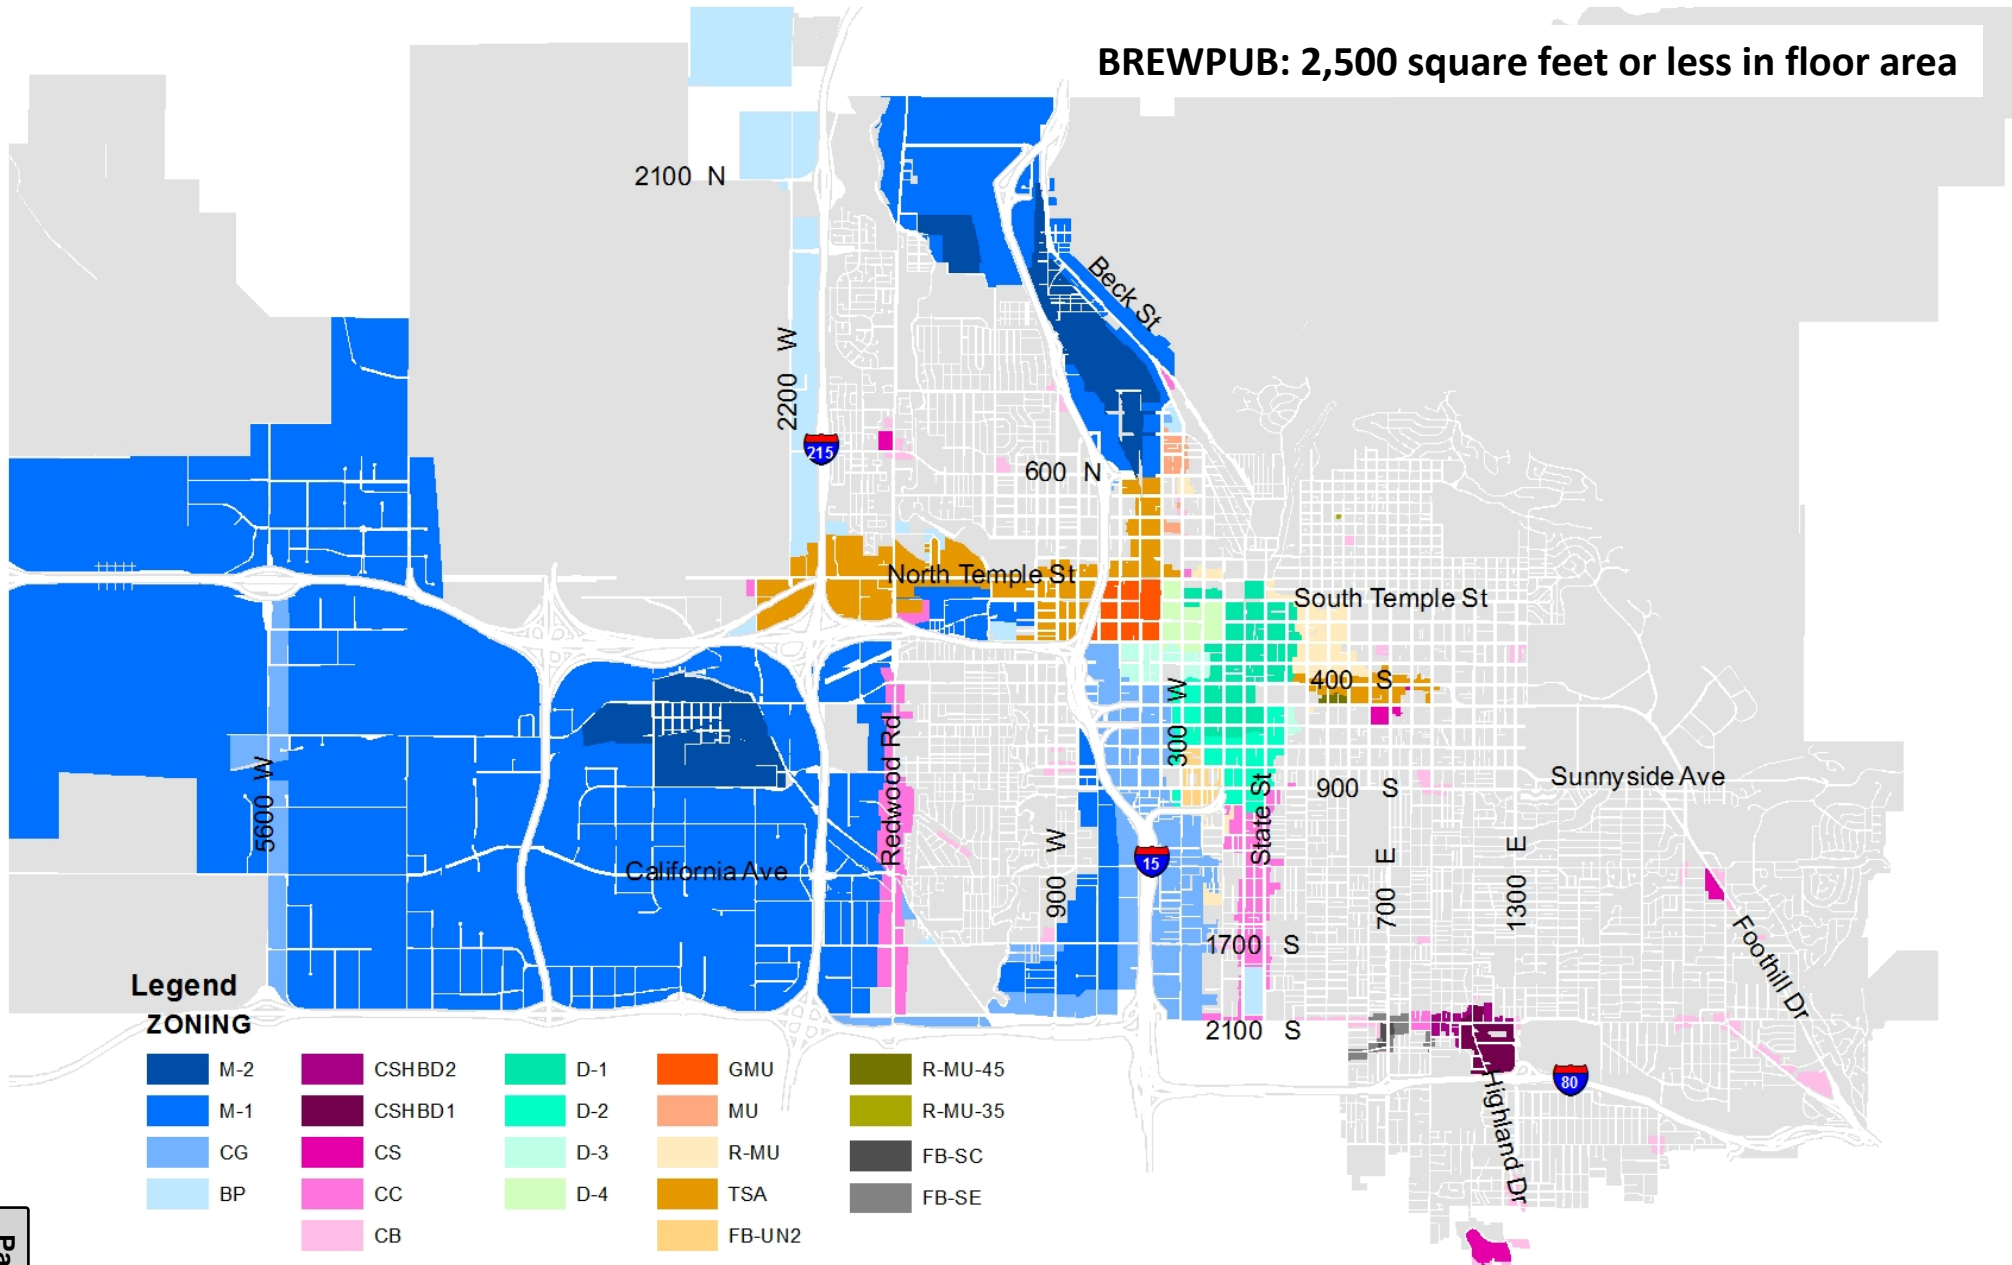 BREWPUB: 2,500 square feet or less in floor area
2100 N
2200 W
Beck St
215
600 N
North Temple St
South Temple St
400 S
300 W
Redwood Rd
5600 W
900 S
Sunnyside Ave
State St
California Ave
900 W
15
700 E
1300 E
1700 S
Foothill Dr
2100 S
80
Highland Dr
Legend
ZONING
M-2
M-1
CG
BP
CSHBD2
CSHBD1
CS
CC
CB
D-1
D-2
D-3
D-4
GMU
MU
R-MU
TSA
FB-UN2
R-MU-45
R-MU-35
FB-SC
FB-SE